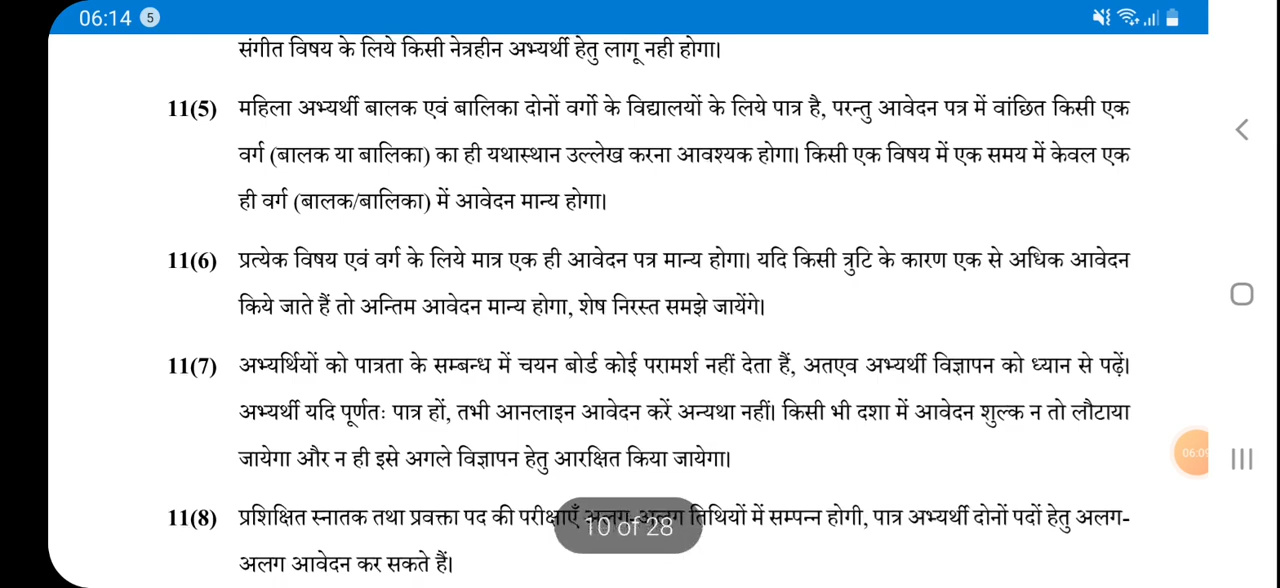 06:14 5
संगीत विषय के लिये किसी नेत्रहीन अभ्यर्थी हेतु लागू नही होगा।
11(5) महिला अभ्यर्थी बालक एवं बालिका दोनों वर्गो के विद्यालयों के लिये पात्र है, परन्तु आवेदन पत्र में वांछित किसी एक
वर्ग (बालक या बालिका) का ही यथास्थान उल्लेख करना आवश्यक होगा। किसी एक विषय में एक समय में केवल एक
ही वर्ग (बालक/बालिका) में आवेदन मान्य होगा।
11(6) प्रत्येक विषय एवं वर्ग के लिये मात्र एक ही आवेदन पत्र मान्य होगा। यदि किसी त्रुटि के कारण एक से अधिक आवेदन
किये जाते हैं तो अन्तिम आवेदन मान्य होगा, शेष निरस्त समझे जायेंगे।
11(7) अभ्यर्थियों को पात्रता के सम्बन्ध में चयन बोर्ड कोई परामर्श नहीं देता हैं, अतएव अभ्यर्थी विज्ञापन को ध्यान से पढ़ें।
अभ्यर्थी यदि पूर्णतः पात्र हों, तभी आनलाइन आवेदन करें अन्यथा नहीं। किसी भी दशा में आवेदन शुल्क न तो लौटाया
जायेगा और न ही इसे अगले विज्ञापन हेतु आरक्षित किया जायेगा।
06:09
11(8) प्रशिक्षित स्नातक तथा प्रवक्ता पद की परीक्षाएँ अलग-अलग तिथियों में सम्पन्न होगी, पात्र अभ्यर्थी दोनों पदों हेतु अलग-
10 of 28
अलग आवेदन कर सकते हैं।